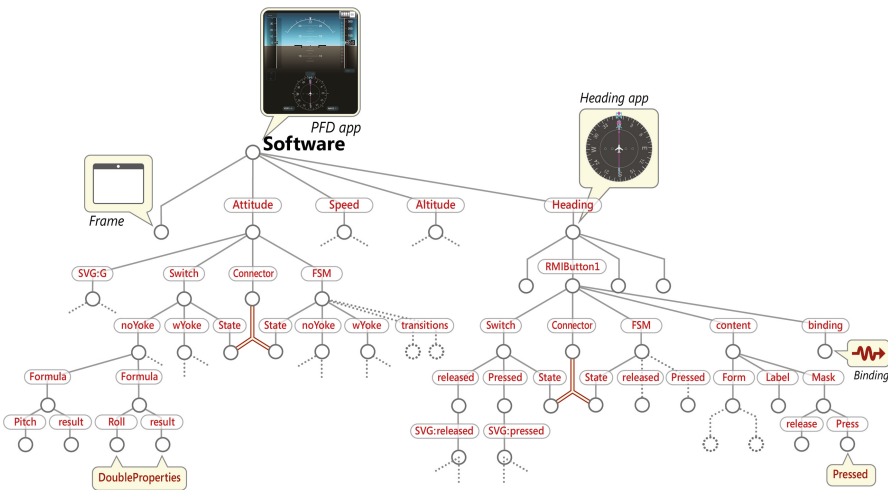 Heading app
PFD app
Software
Frame
Attitude
Speed
Altitude
Heading
SVG:G
Switch
Connector
FSM
RMIButton1
noYoke
wYoke
State
State
noYoke
wYoke
transitions
Switch
Connector
FSM
content
binding
Formula
Formula
released
Pressed
State
State
released
Pressed
Form
Label
Mask
Binding
Pitch
result
Roll
result
SVG:released
SVG:pressed
release
Press
DoubleProperties
Pressed